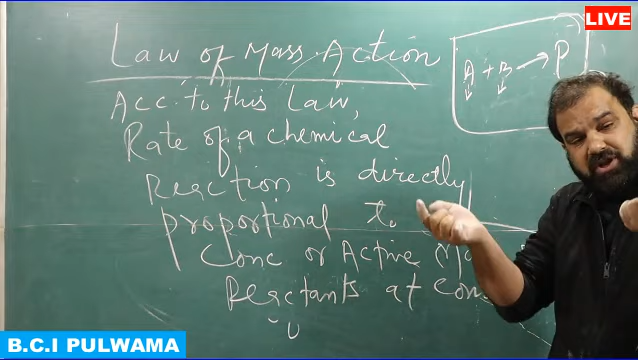 LIVE
Law of Mass Action
A + B → P
Acc. to this Law,
Rate of a chemical
Reaction is directly
proportional to
Conc or Active
Reactants at
B.C.I PULWAMA